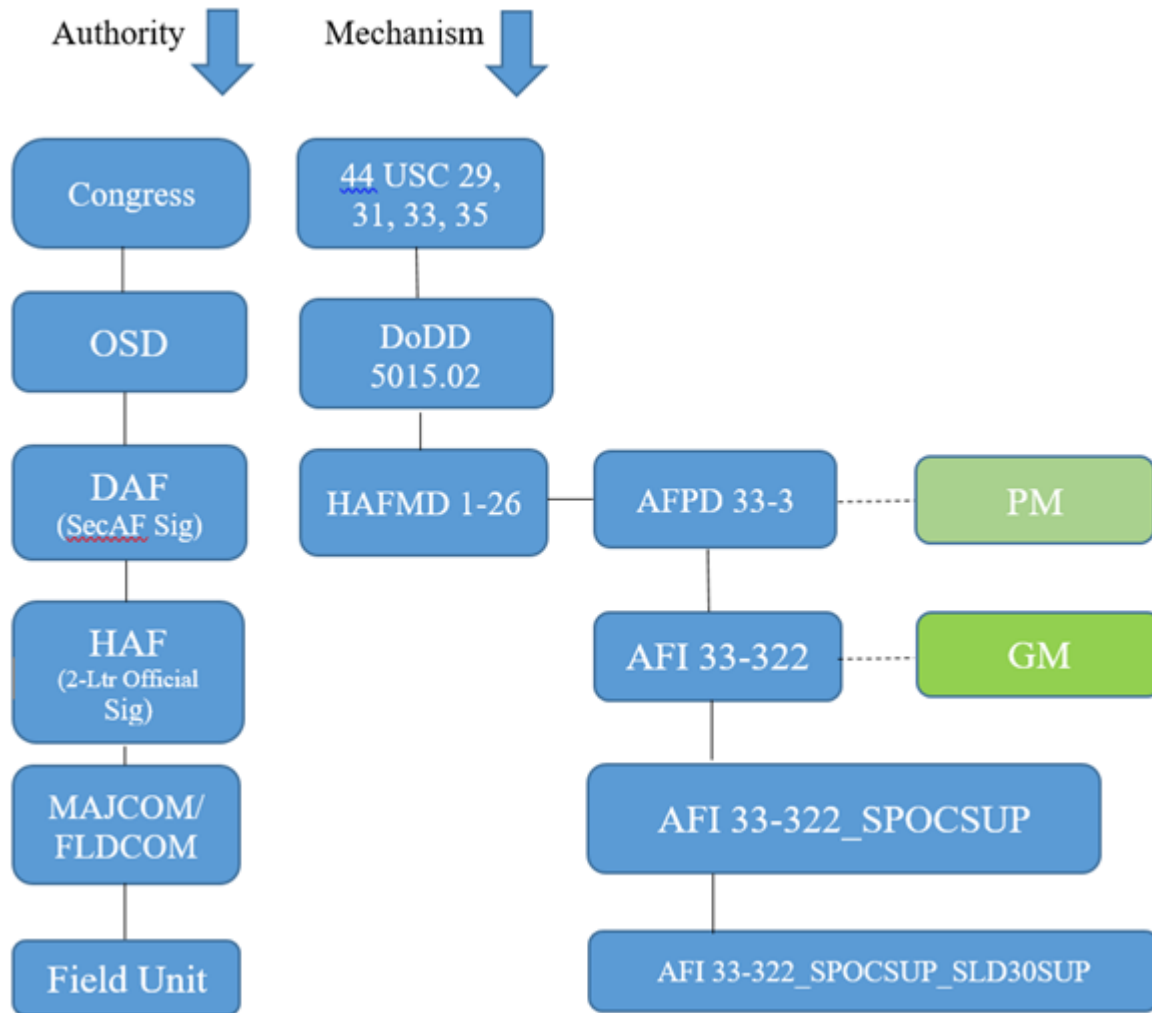 Authority
Mechanism
Congress
44 USC 29,
31, 33, 35
OSD
DoDD
5015.02
DAF
(SecAF Sig)
HAFMD 1-26
AFPD 33-3
PM
HAF
(2-Ltr Official
Sig)
AFI 33-322
GM
MAJCOM/
FLDCOM
AFI 33-322_SPOCSUP
Field Unit
AFI 33-322_SPOCSUP_SLD30SUP